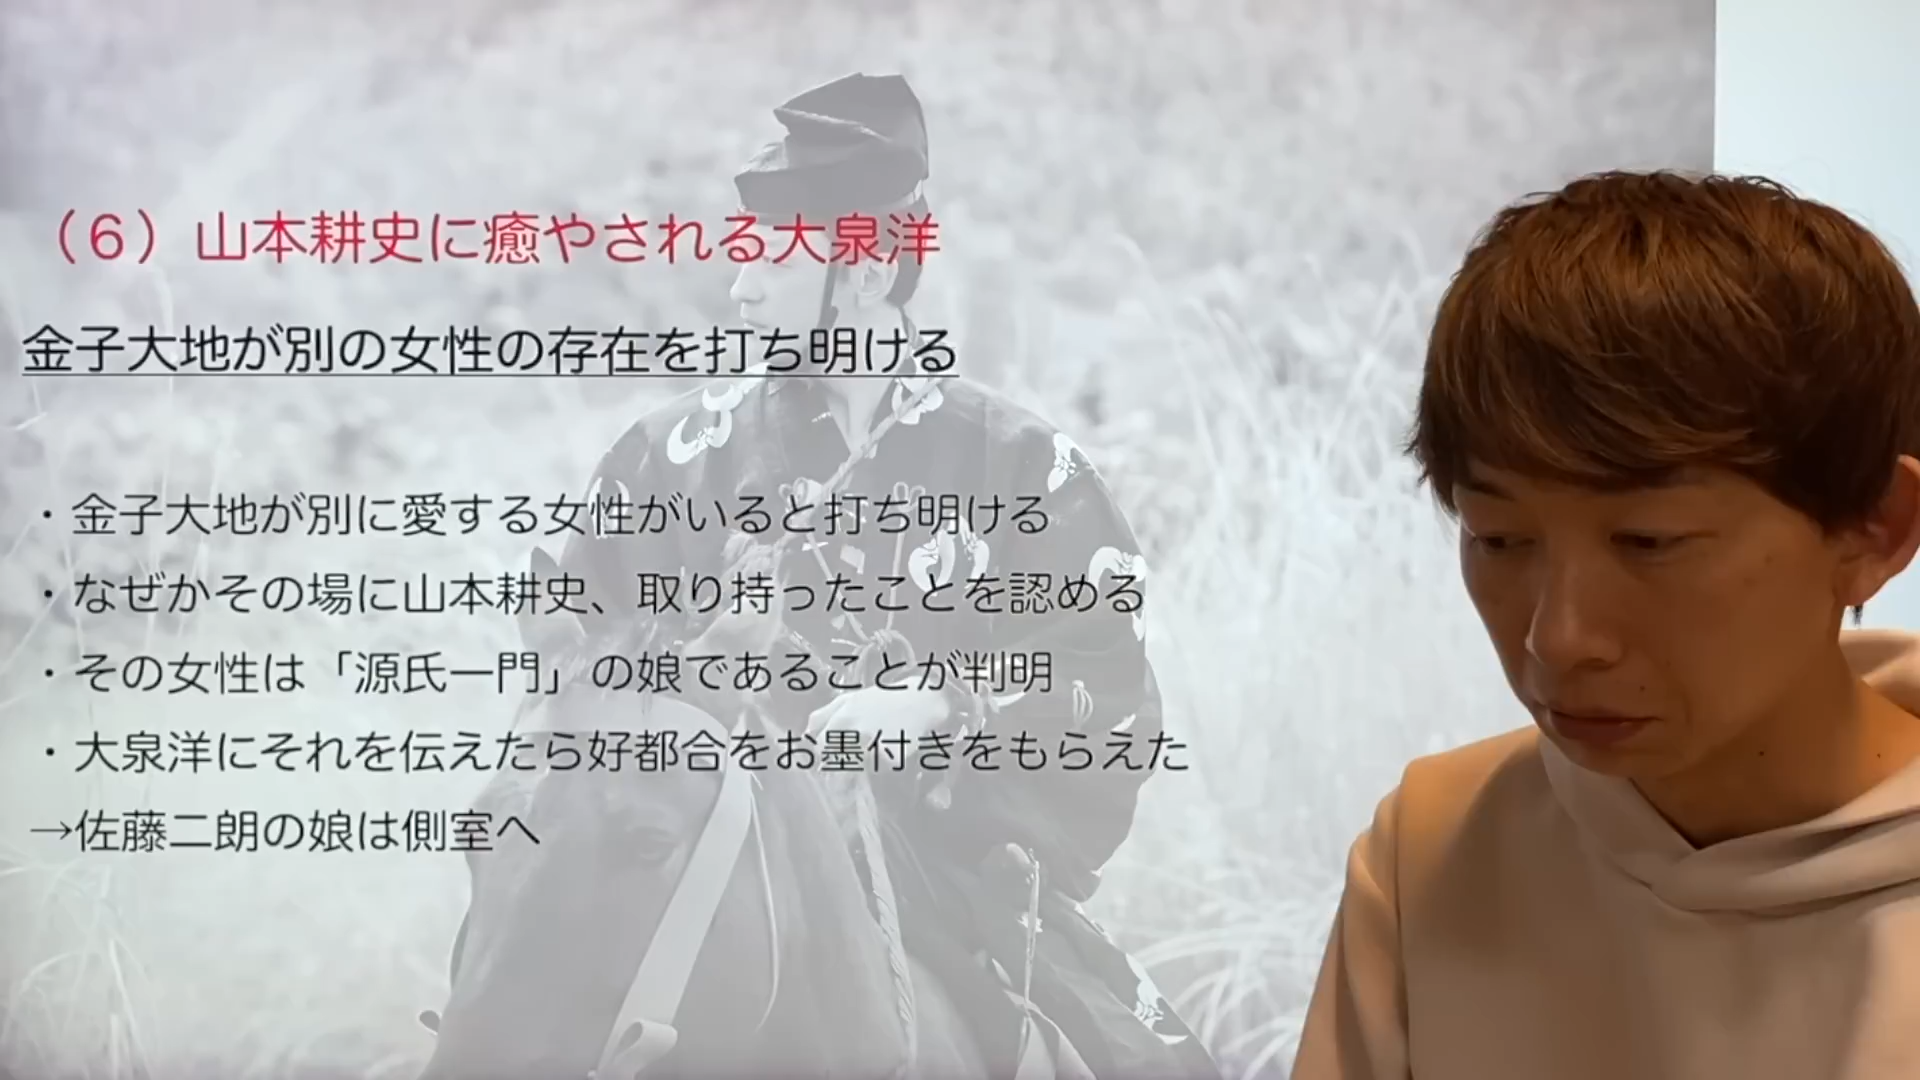 （６）山本耕史に癒やされる大泉洋
金子大地が別の女性の存在を打ち明ける
・金子大地が別に愛する女性がいると打ち明ける
・なぜかその場に山本耕史、取り持ったことを認める
・その女性は「源氏一門」の娘であることが判明
・大泉洋にそれを伝えたら好都合をお墨付きをもらえた
→佐藤二朗の娘は側室へ